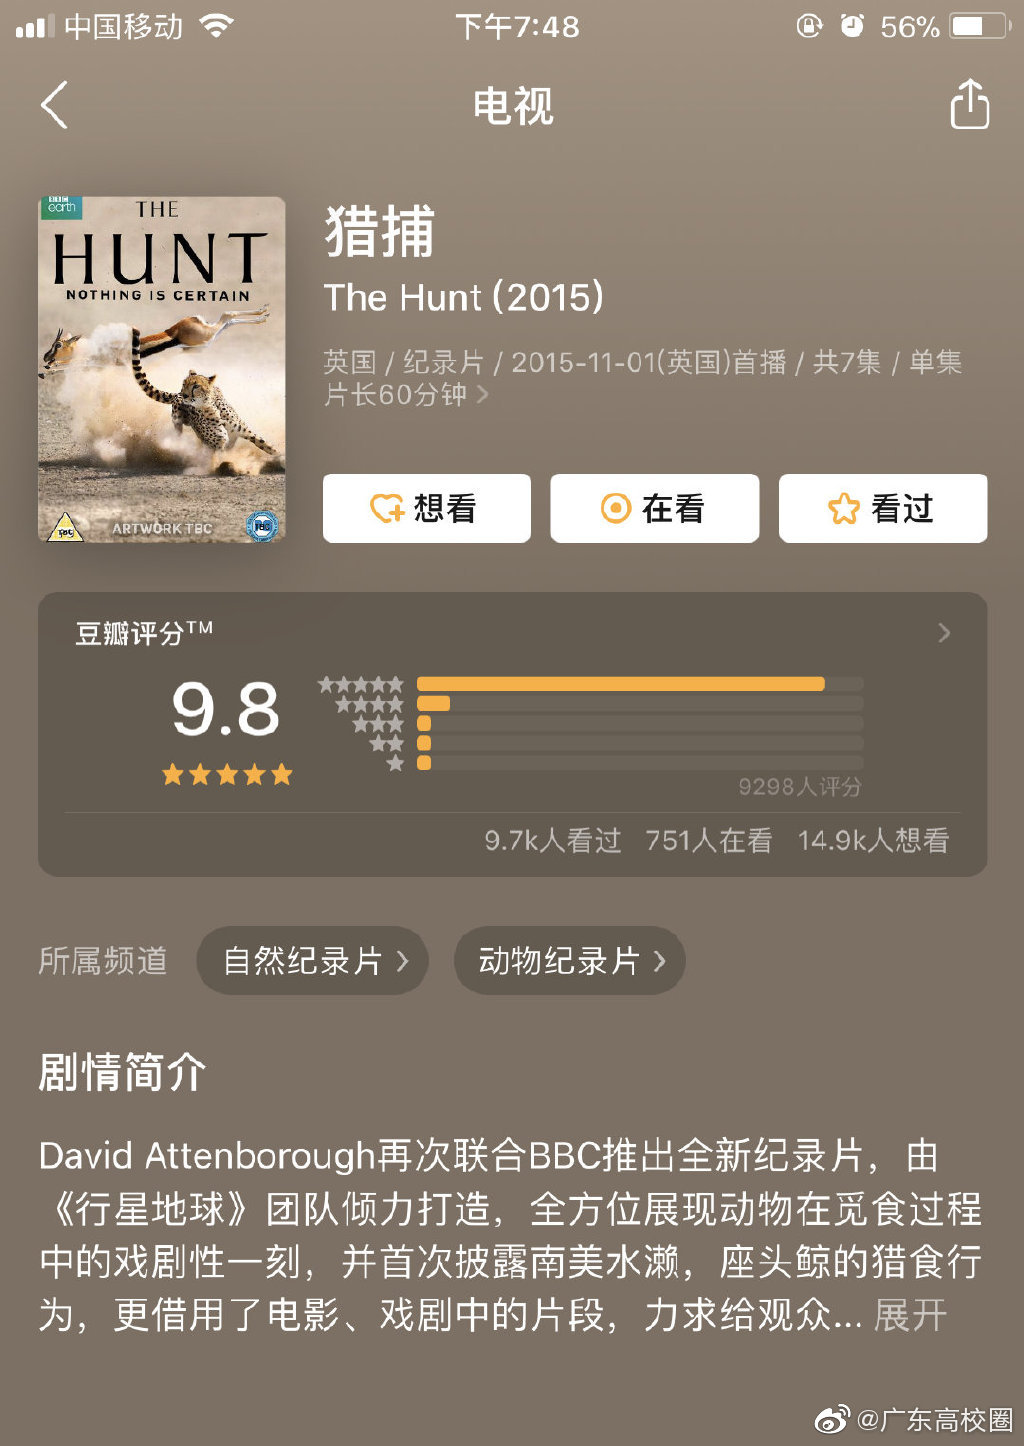 中国移动
下午7:48
56%
电视
BBC
earth
THE
HUNT
NOTHING IS CERTAIN
ARTWORK TBC
TBC
TBC
猎捕
The Hunt (2015)
英国 / 纪录片 / 2015-11-01(英国)首播 / 共7集 / 单集
片长60分钟
想看
在看
看过
豆瓣评分TM
9.8
9298人评分
9.7k人看过 751人在看 14.9k人想看
所属频道
自然纪录片
动物纪录片
剧情简介
David Attenborough再次联合BBC推出全新纪录片，由
《行星地球》团队倾力打造，全方位展现动物在觅食过程
中的戏剧性一刻，并首次披露南美水濑，座头鲸的猎食行
为，更借用了电影、戏剧中的片段，力求给观众... 展开
@广东高校圈